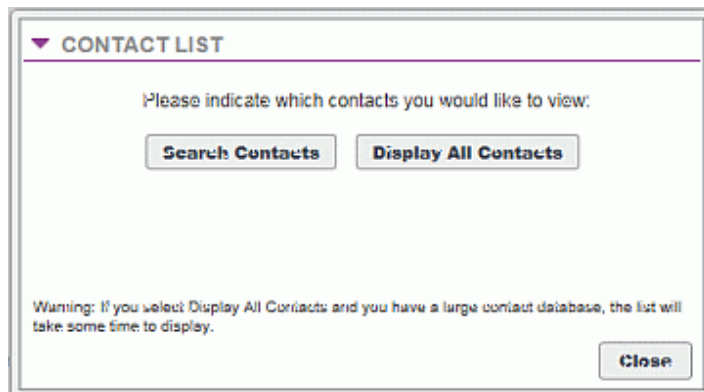 CONTACT LIST
Please indicate which contacts you would like to view:
Search Contacts Display All Contacts
Warning: If you select Display All Contacts and you have a large contact database, the list will
take some time to display.
Close